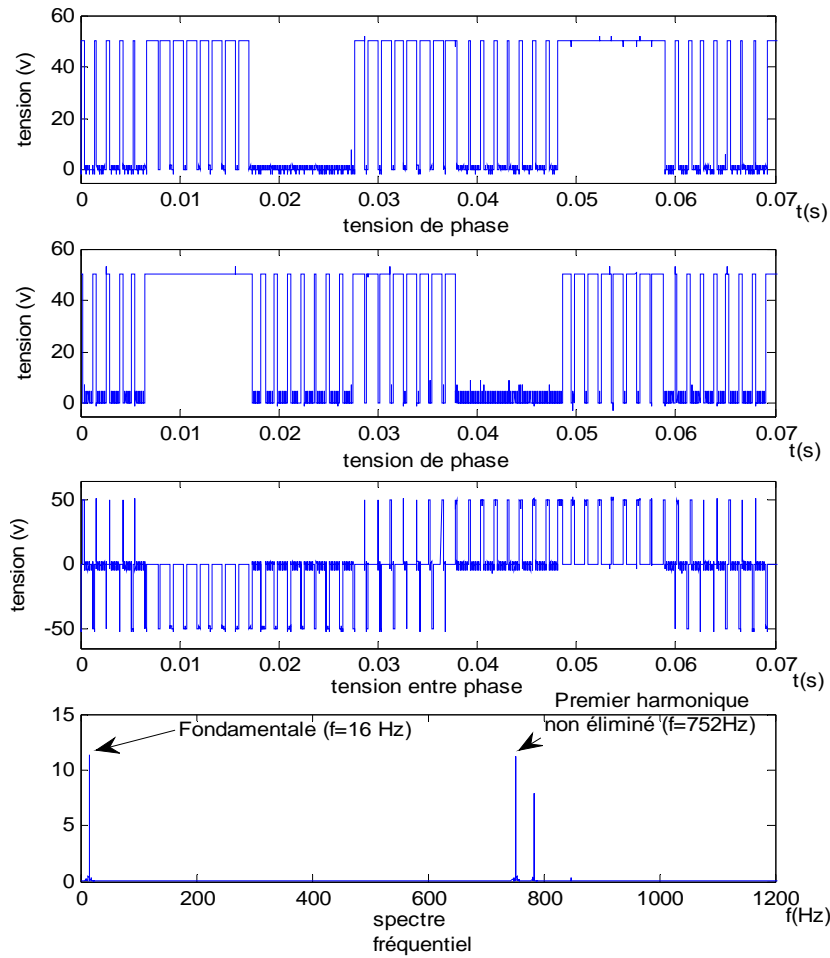 60
40
20
0
tension (v)
0 0.01 0.02 0.03 0.04 0.05 0.06 0.07
t(s)
tension de phase
60
40
20
0
tension (v)
0 0.01 0.02 0.03 0.04 0.05 0.06 0.07
t(s)
tension de phase
50
0
-50
tension (v)
0 0.01 0.02 0.03 0.04 0.05 0.06 0.07
t(s)
tension entre phase
15
10
5
0
Fondamentale (f=16 Hz)
Premier harmonique
non éliminé (f=752Hz)
0 200 400 600 800 1000 1200
f(Hz)
spectre
fréquentiel